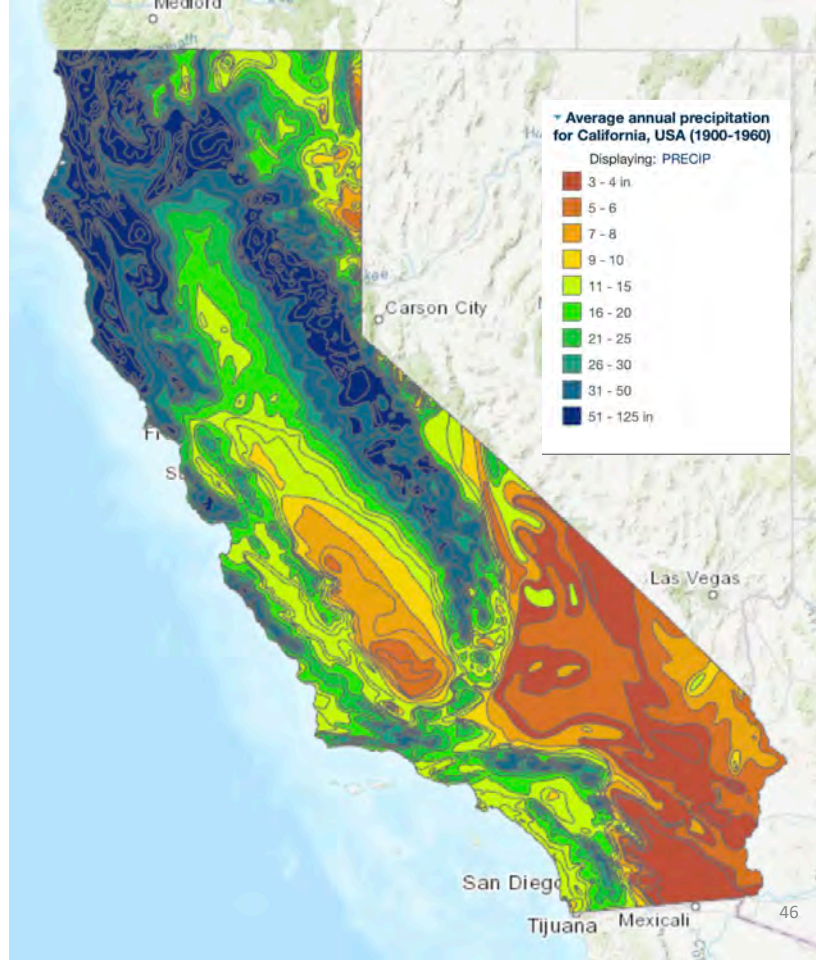 Medford
▾ Average annual precipitation
for California, USA (1900-1960)
Displaying: PRECIP
3 - 4 in
5 - 6
7 - 8
9 - 10
11 - 15
16 - 20
21 - 25
26 - 30
31 - 50
51 - 125 in
Carson City
Las Vegas
San Diego
Tijuana
Mexicali
46